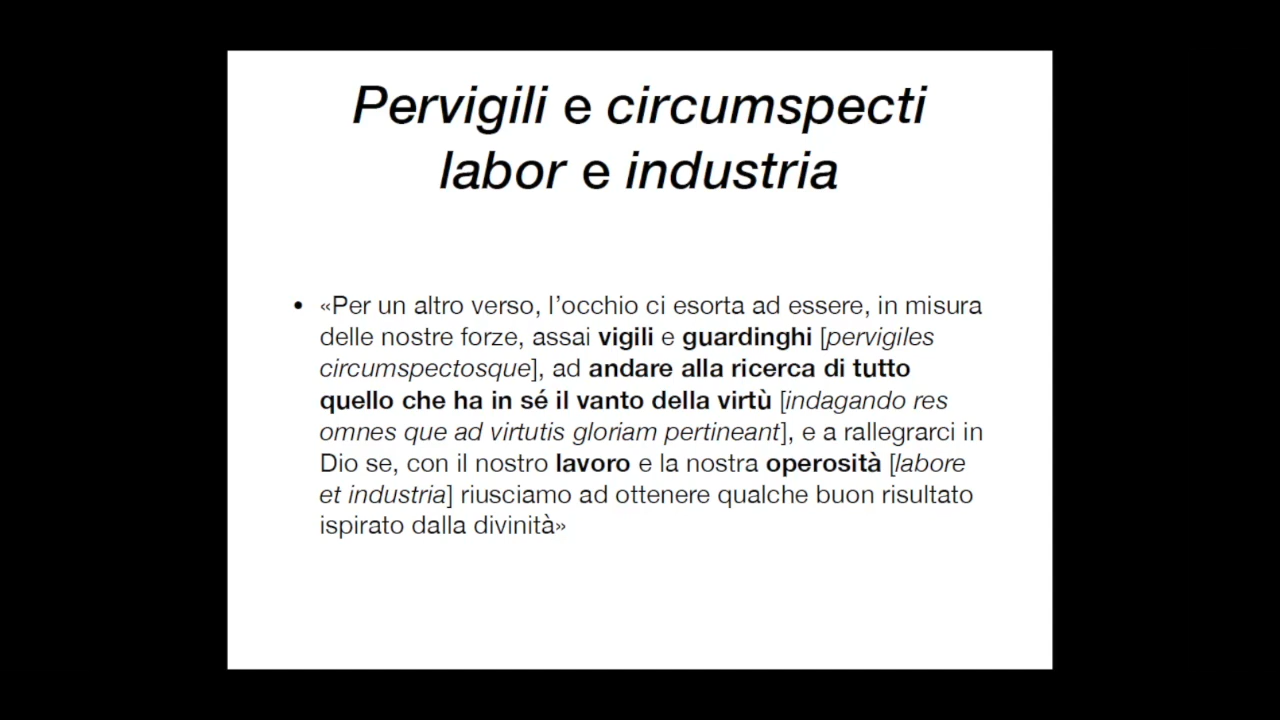 Pervigili e circumspecti
labor e industria
• «Per un altro verso, l’occhio ci esorta ad essere, in misura
delle nostre forze, assai vigili e guardinghi [pervigiles
circumspectosque], ad andare alla ricerca di tutto
quello che ha in sé il vanto della virtù [indagando res
omnes que ad virtutis gloriam pertineant], e a rallegrarci in
Dio se, con il nostro lavoro e la nostra operosità [labore
et industria] riusciamo ad ottenere qualche buon risultato
ispirato dalla divinità»